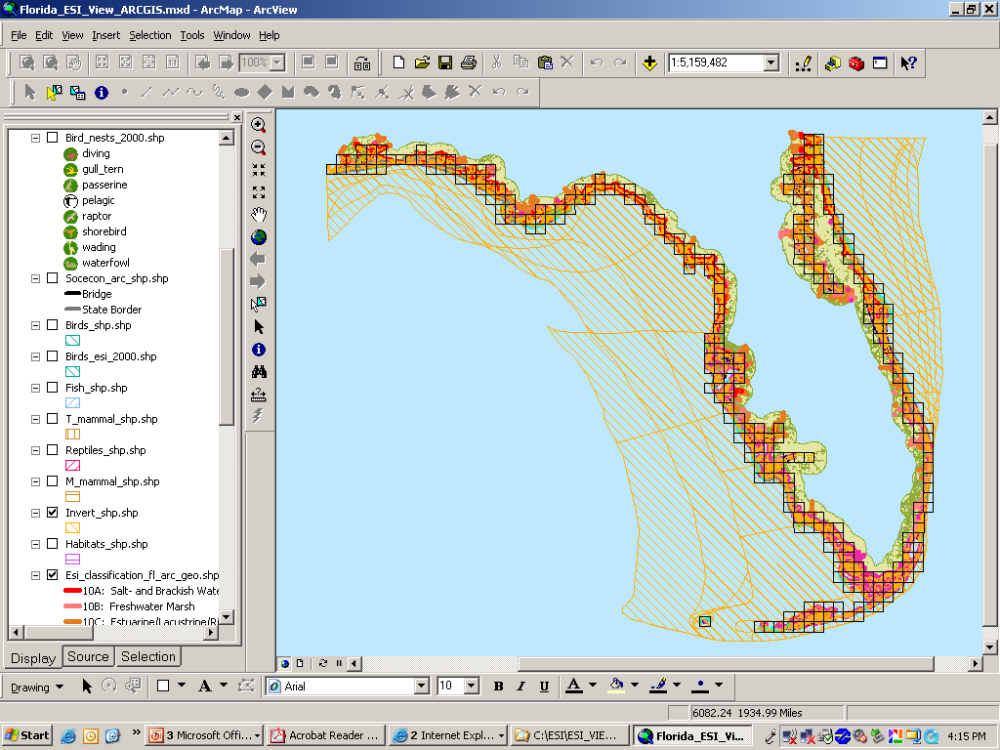 Florida_ESI_View_ARCGIS.mxd - ArcMap - ArcView
File Edit View Insert Selection Tools Window Help
100% 1:5,159,482
Bird_nests_2000.shp
diving
gull_tern
passerine
pelagic
raptor
shorebird
wading
waterfowl
Socecon_arc_shp.shp
Bridge
State Border
Birds_shp.shp
Birds_esi_2000.shp
Fish_shp.shp
T_mammal_shp.shp
Reptiles_shp.shp
M_mammal_shp.shp
Invert_shp.shp
Habitats_shp.shp
Esi_classification_fl_arc_geo.shp
10A: Salt- and Brackish Wate
10B: Freshwater Marsh
10C: Estuarine(Lacustrine(Ri
Display Source Selection
Drawing A Arial 10 B I U A
6082.24 1934.99 Miles
Start 3 Microsoft Offi... Acrobat Reader ... 2 Internet Expl... C:\ESI\ESI_VIE... Florida_ESI_Vi... 4:15 PM